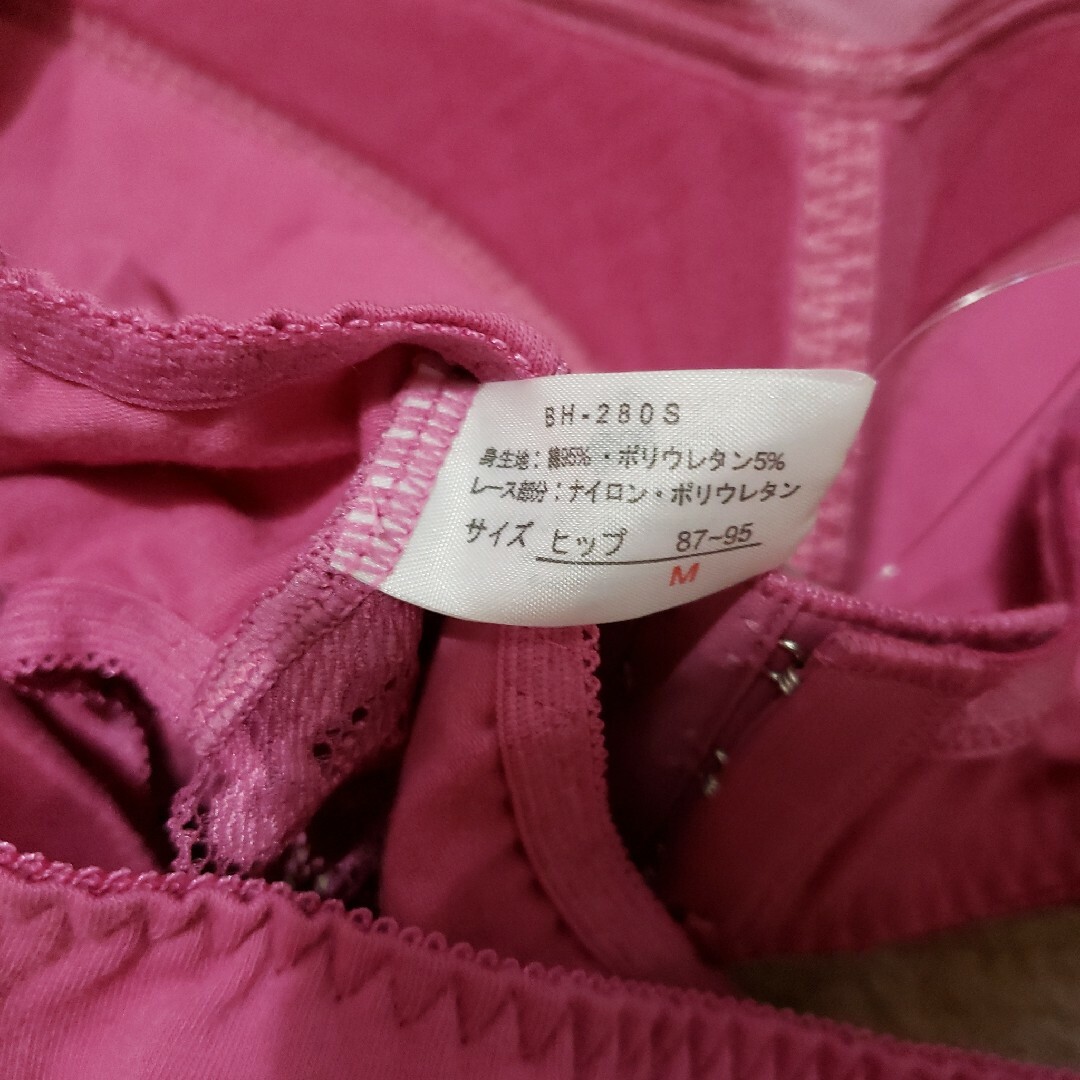 BH-280S
身生地：綿95%・ポリウレタン5%
レース部分：ナイロン・ポリウレタン
サイズ ヒップ 87~95
M